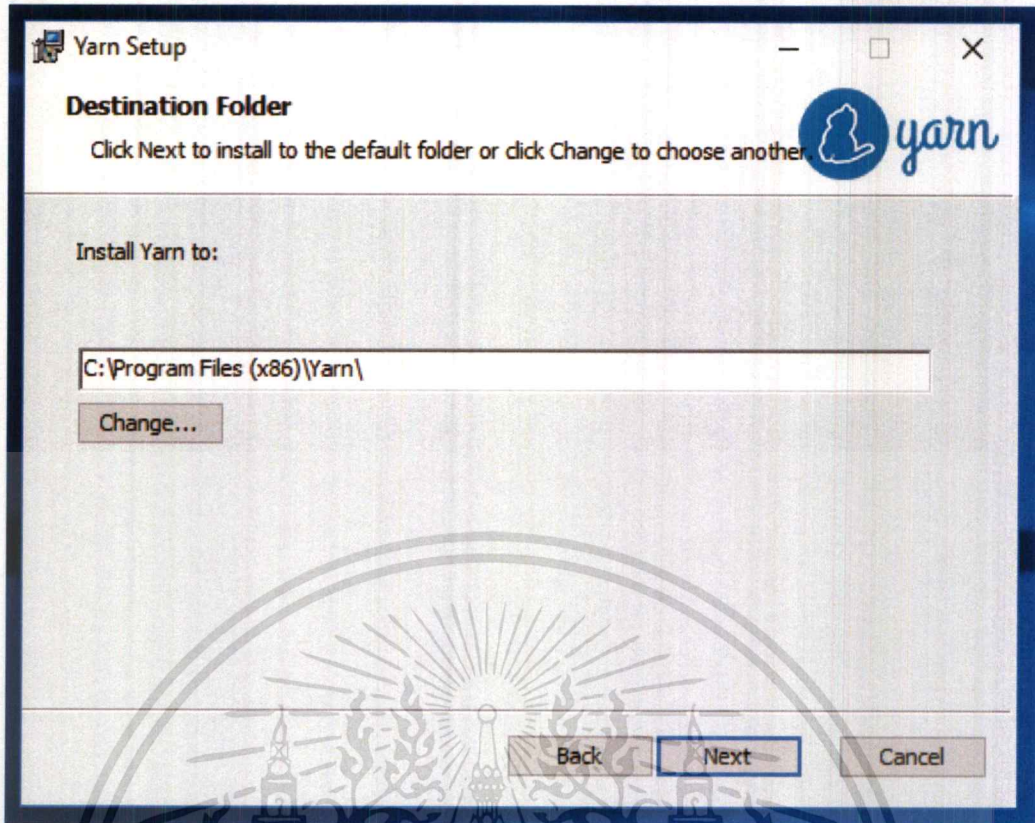 Yarn Setup
Destination Folder
Click Next to install to the default folder or click Change to choose another.
yarn
Install Yarn to:
C:\Program Files (x86)\Yarn\
Change...
Back Next Cancel